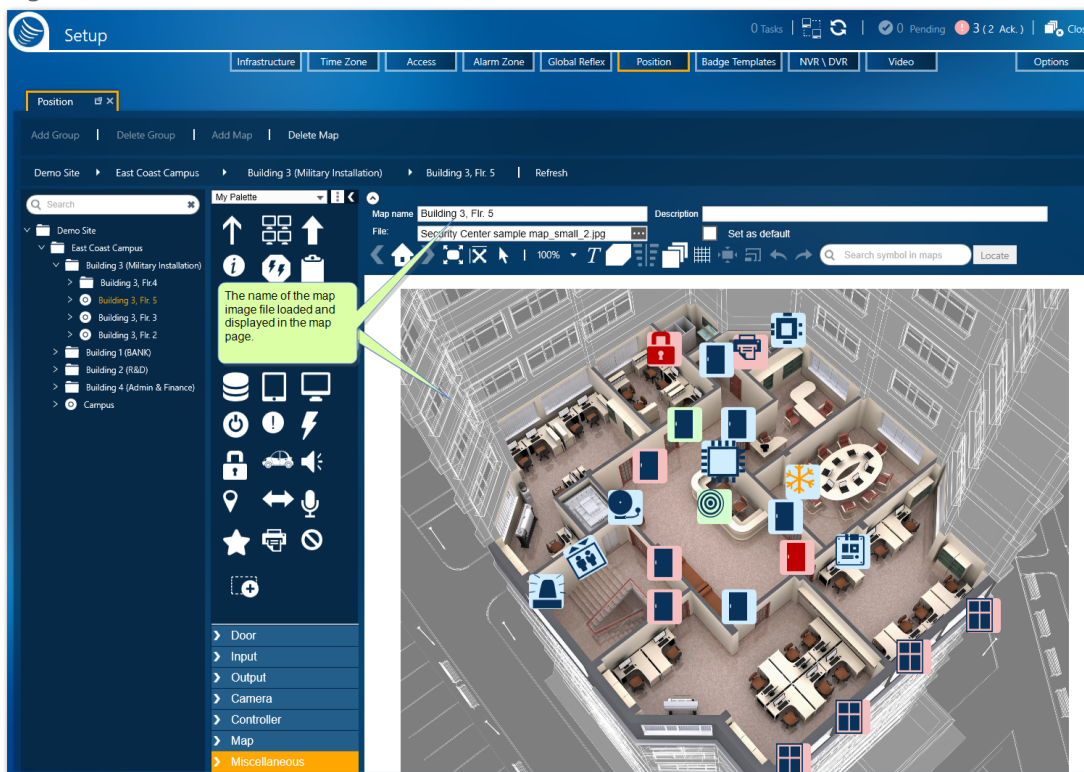 Setup
0 Tasks
0 Pending
3 ( 2 Ack. )
Clos
Infrastructure
Time Zone
Access
Alarm Zone
Global Reflex
Position
Badge Templates
NVR \ DVR
Video
Options
Position
Add Group
Delete Group
Add Map
Delete Map
Demo Site
East Coast Campus
Building 3 (Military Installation)
Building 3, Flr. 5
Refresh
Search
Demo Site
East Coast Campus
Building 3 (Military Installation)
Building 3, Flr.4
Building 3, Flr. 5
Building 3, Flr. 3
Building 3, Flr. 2
Building 1 (BANK)
Building 2 (R&D)
Building 4 (Admin & Finance)
Campus
My Palette
Map name
Building 3, Flr. 5
Description
File:
Security Center sample map_small_2.jpg
Set as default
100%
T
Search symbol in maps
Locate
The name of the map
image file loaded and
displayed in the map
page.
Door
Input
Output
Camera
Controller
Map
Miscellaneous